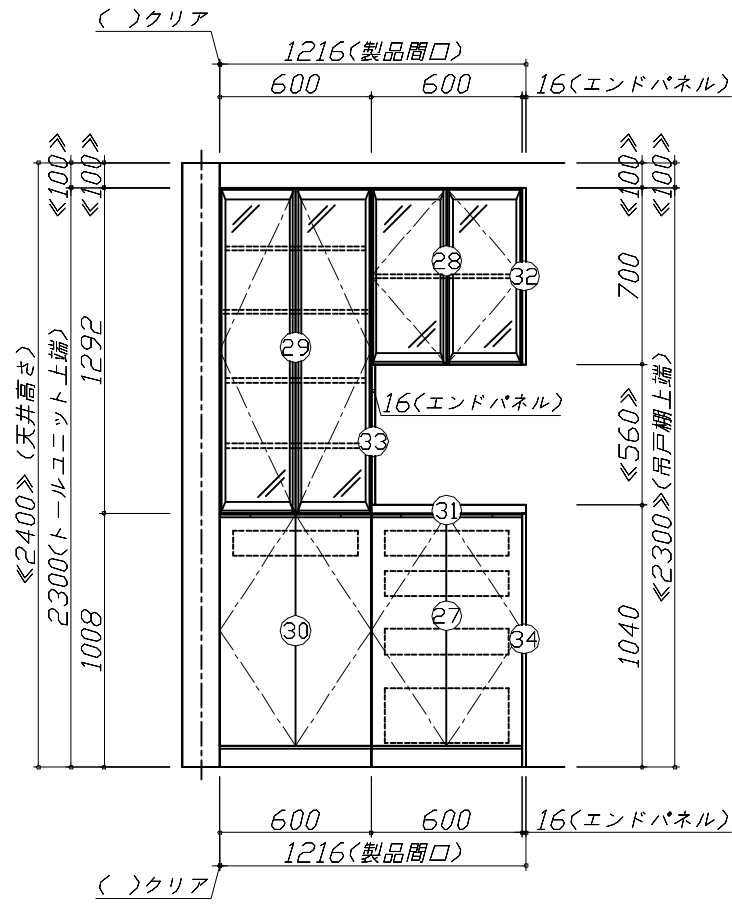 ( )クリア
1216(製品間口)
600
600
16(エンドパネル)
≪100≫
≪100≫
≪100≫
≪100≫
28
32
700
29
1292
16(エンドパネル)
33
≪2400≫(天井高さ)
2300(トールユニット上端)
≪560≫
≪2300≫(吊戸棚上端)
31
27
30
34
1008
1040
600
600
16(エンドパネル)
1216(製品間口)
( )クリア